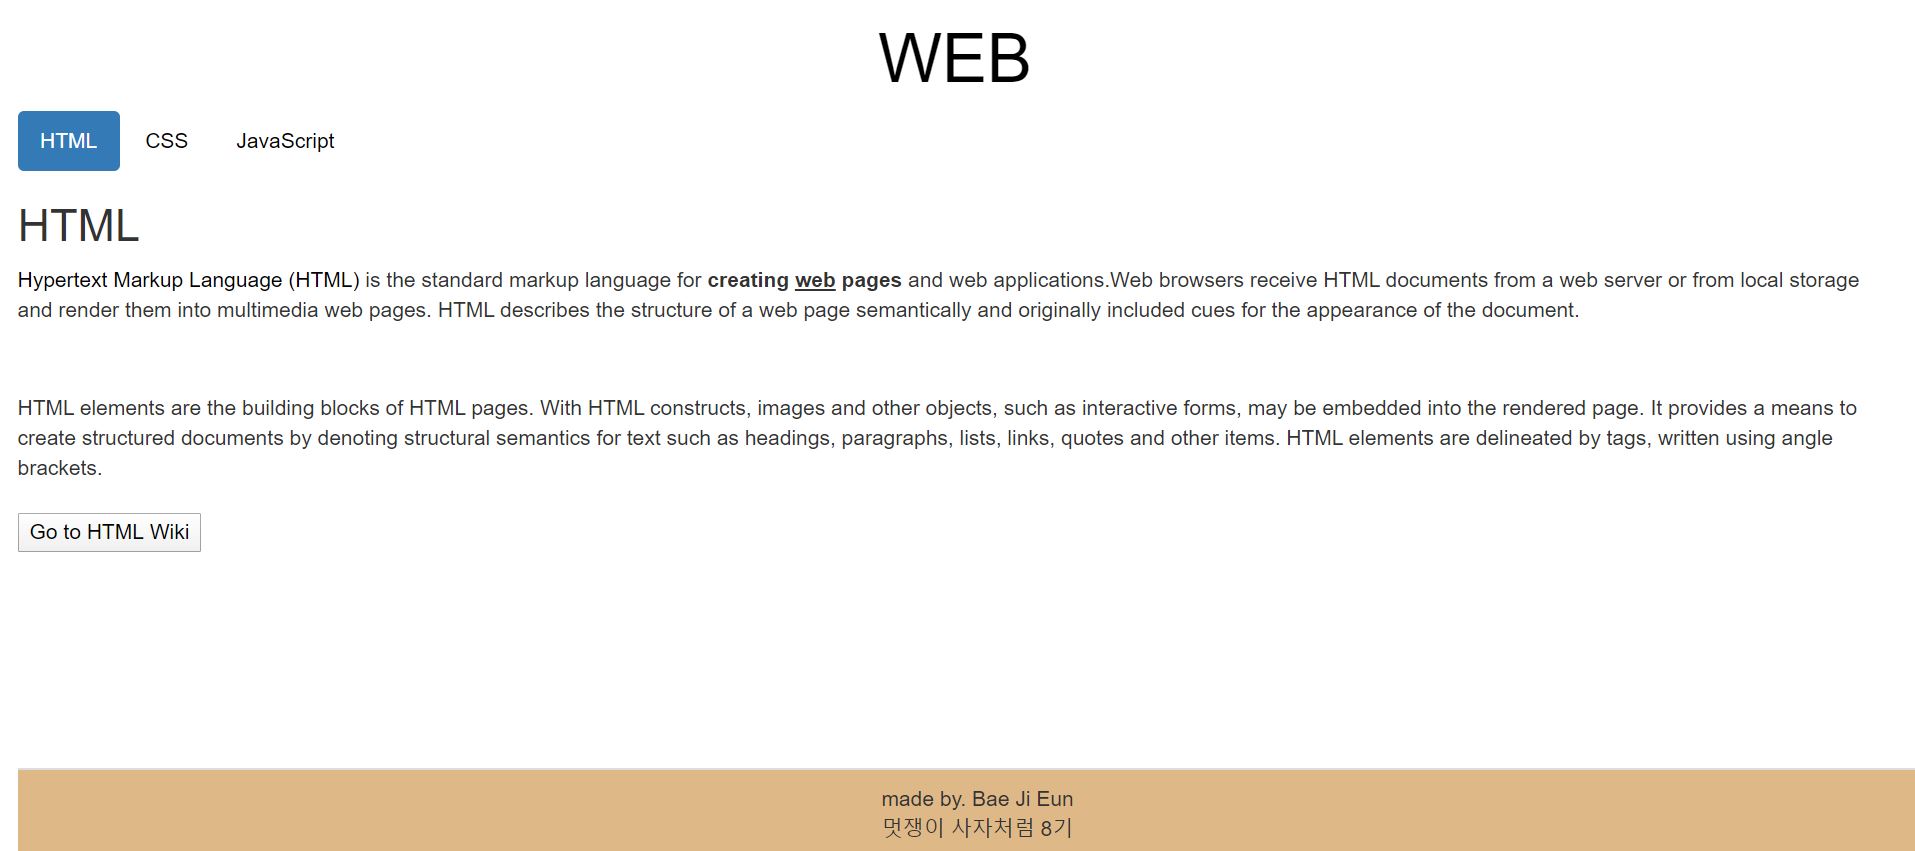 WEB
HTML CSS JavaScript
HTML
Hypertext Markup Language (HTML) is the standard markup language for creating web pages and web applications.Web browsers receive HTML documents from a web server or from local storage
and render them into multimedia web pages. HTML describes the structure of a web page semantically and originally included cues for the appearance of the document.
HTML elements are the building blocks of HTML pages. With HTML constructs, images and other objects, such as interactive forms, may be embedded into the rendered page. It provides a means to
create structured documents by denoting structural semantics for text such as headings, paragraphs, lists, links, quotes and other items. HTML elements are delineated by tags, written using angle
brackets.
Go to HTML Wiki
made by. Bae Ji Eun
멋쟁이 사자처럼 8기